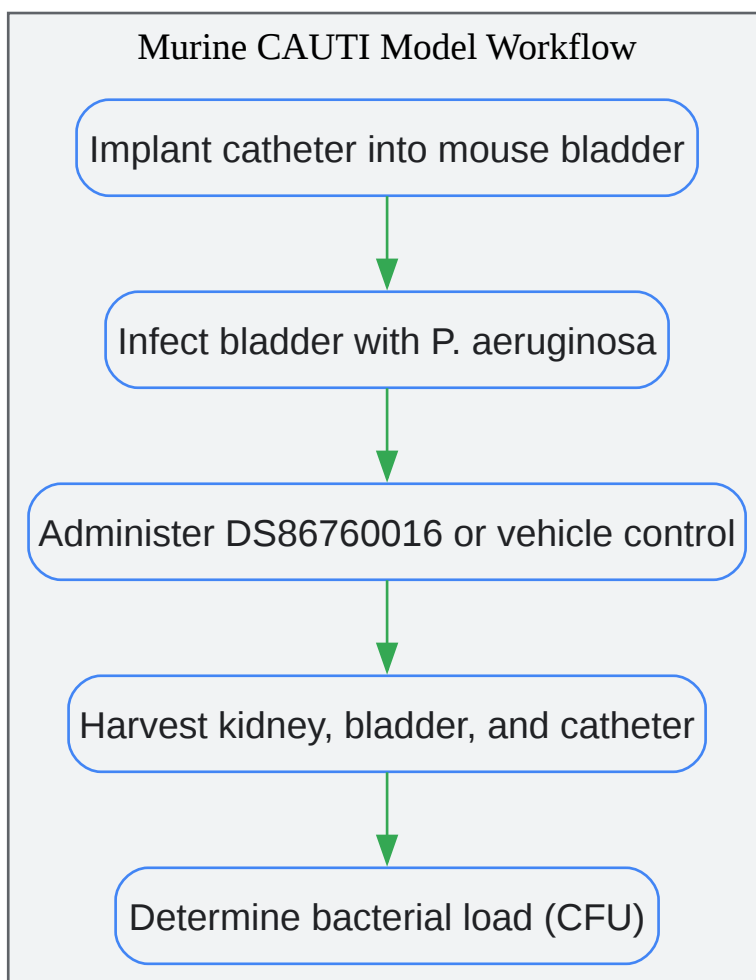 Murine CAUTI Model Workflow
Implant catheter into mouse bladder
Infect bladder with P. aeruginosa
Administer DS86760016 or vehicle control
Harvest kidney, bladder, and catheter
Determine bacterial load (CFU)